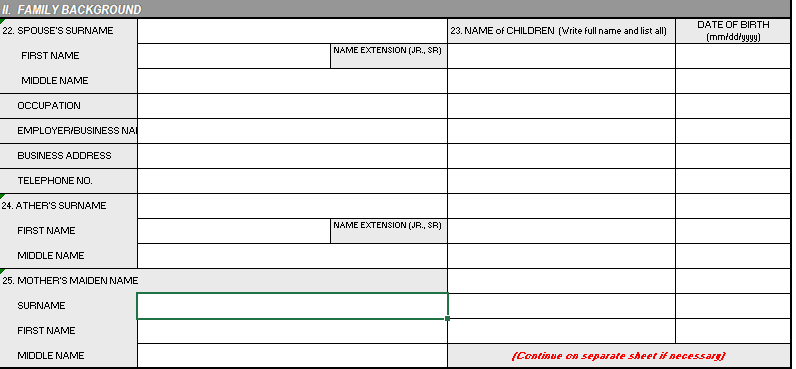 II. FAMILY BACKGROUND
22. SPOUSE'S SURNAME
23. NAME of CHILDREN (Write full name and list all)
DATE OF BIRTH
(mm/dd/yyyy)
FIRST NAME
NAME EXTENSION (JR., SR)
MIDDLE NAME
OCCUPATION
EMPLOYER/BUSINESS NA
BUSINESS ADDRESS
TELEPHONE NO.
24. ATHER'S SURNAME
FIRST NAME
NAME EXTENSION (JR., SR)
MIDDLE NAME
25. MOTHER'S MAIDEN NAME
SURNAME
FIRST NAME
MIDDLE NAME
(Continue on separate sheet if necessary)